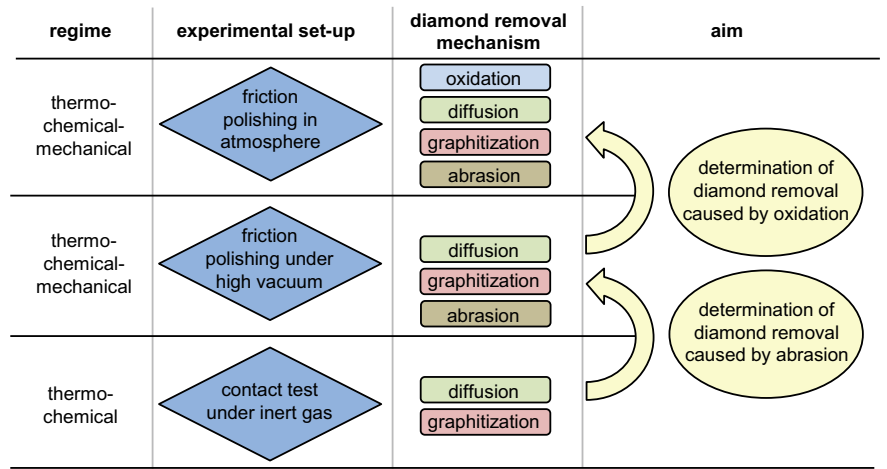 regime
experimental set-up
diamond removal
mechanism
aim
thermo-
chemical-
mechanical
friction
polishing in
atmosphere
oxidation
diffusion
graphitization
abrasion
determination of
diamond removal
caused by oxidation
thermo-
chemical-
mechanical
friction
polishing under
high vacuum
diffusion
graphitization
abrasion
determination of
diamond removal
caused by abrasion
thermo-
chemical
contact test
under inert gas
diffusion
graphitization